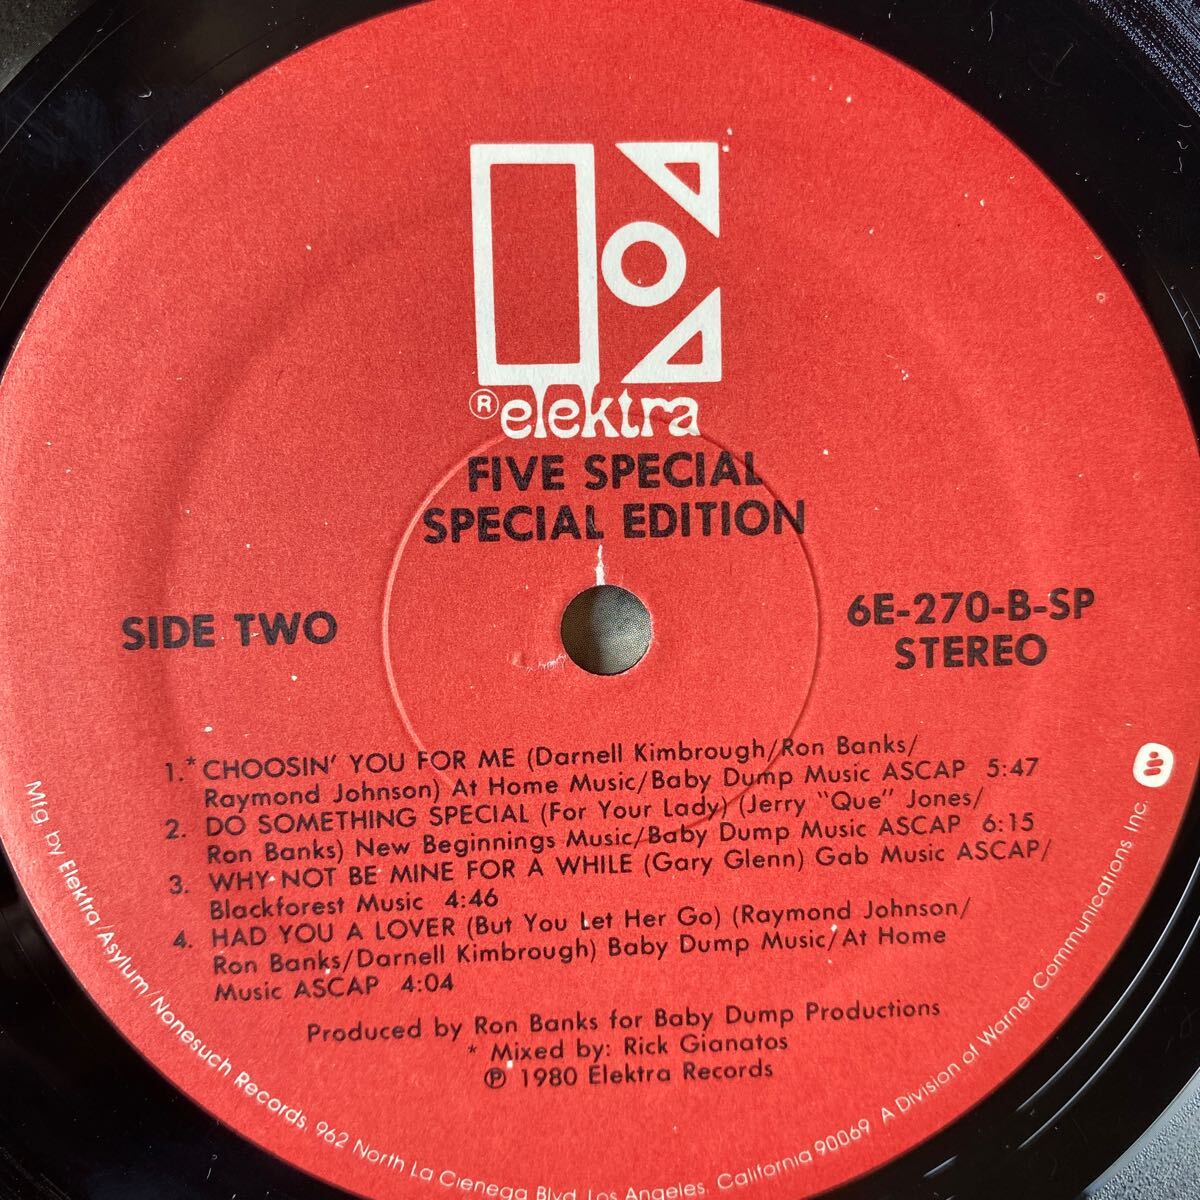 ® elektra
FIVE SPECIAL
SPECIAL EDITION
SIDE TWO
6E-270-B-SP
STEREO
1.* CHOOSIN' YOU FOR ME (Darnell Kimbrough/Ron Banks/
Raymond Johnson) At Home Music/Baby Dump Music ASCAP 5:47
2. DO SOMETHING SPECIAL (For Your Lady) (Jerry "Que" Jones/
Ron Banks) New Beginnings Music/Baby Dump Music ASCAP 6:15
3. WHY NOT BE MINE FOR A WHILE (Gary Glenn) Gab Music ASCAP/
Blackforest Music 4:46
4. HAD YOU A LOVER (But You Let Her Go) (Raymond Johnson/
Ron Banks/Darnell Kimbrough) Baby Dump Music/At Home
Music ASCAP 4:04
Produced by Ron Banks for Baby Dump Productions
* Mixed by: Rick Gianatos
℗ 1980 Elektra Records
Mfg by Elektra/Asylum/Nonesuch Records, 962 North La Cienega Blvd. Los Angeles, California 90069 A Division of Warner Communications Inc.